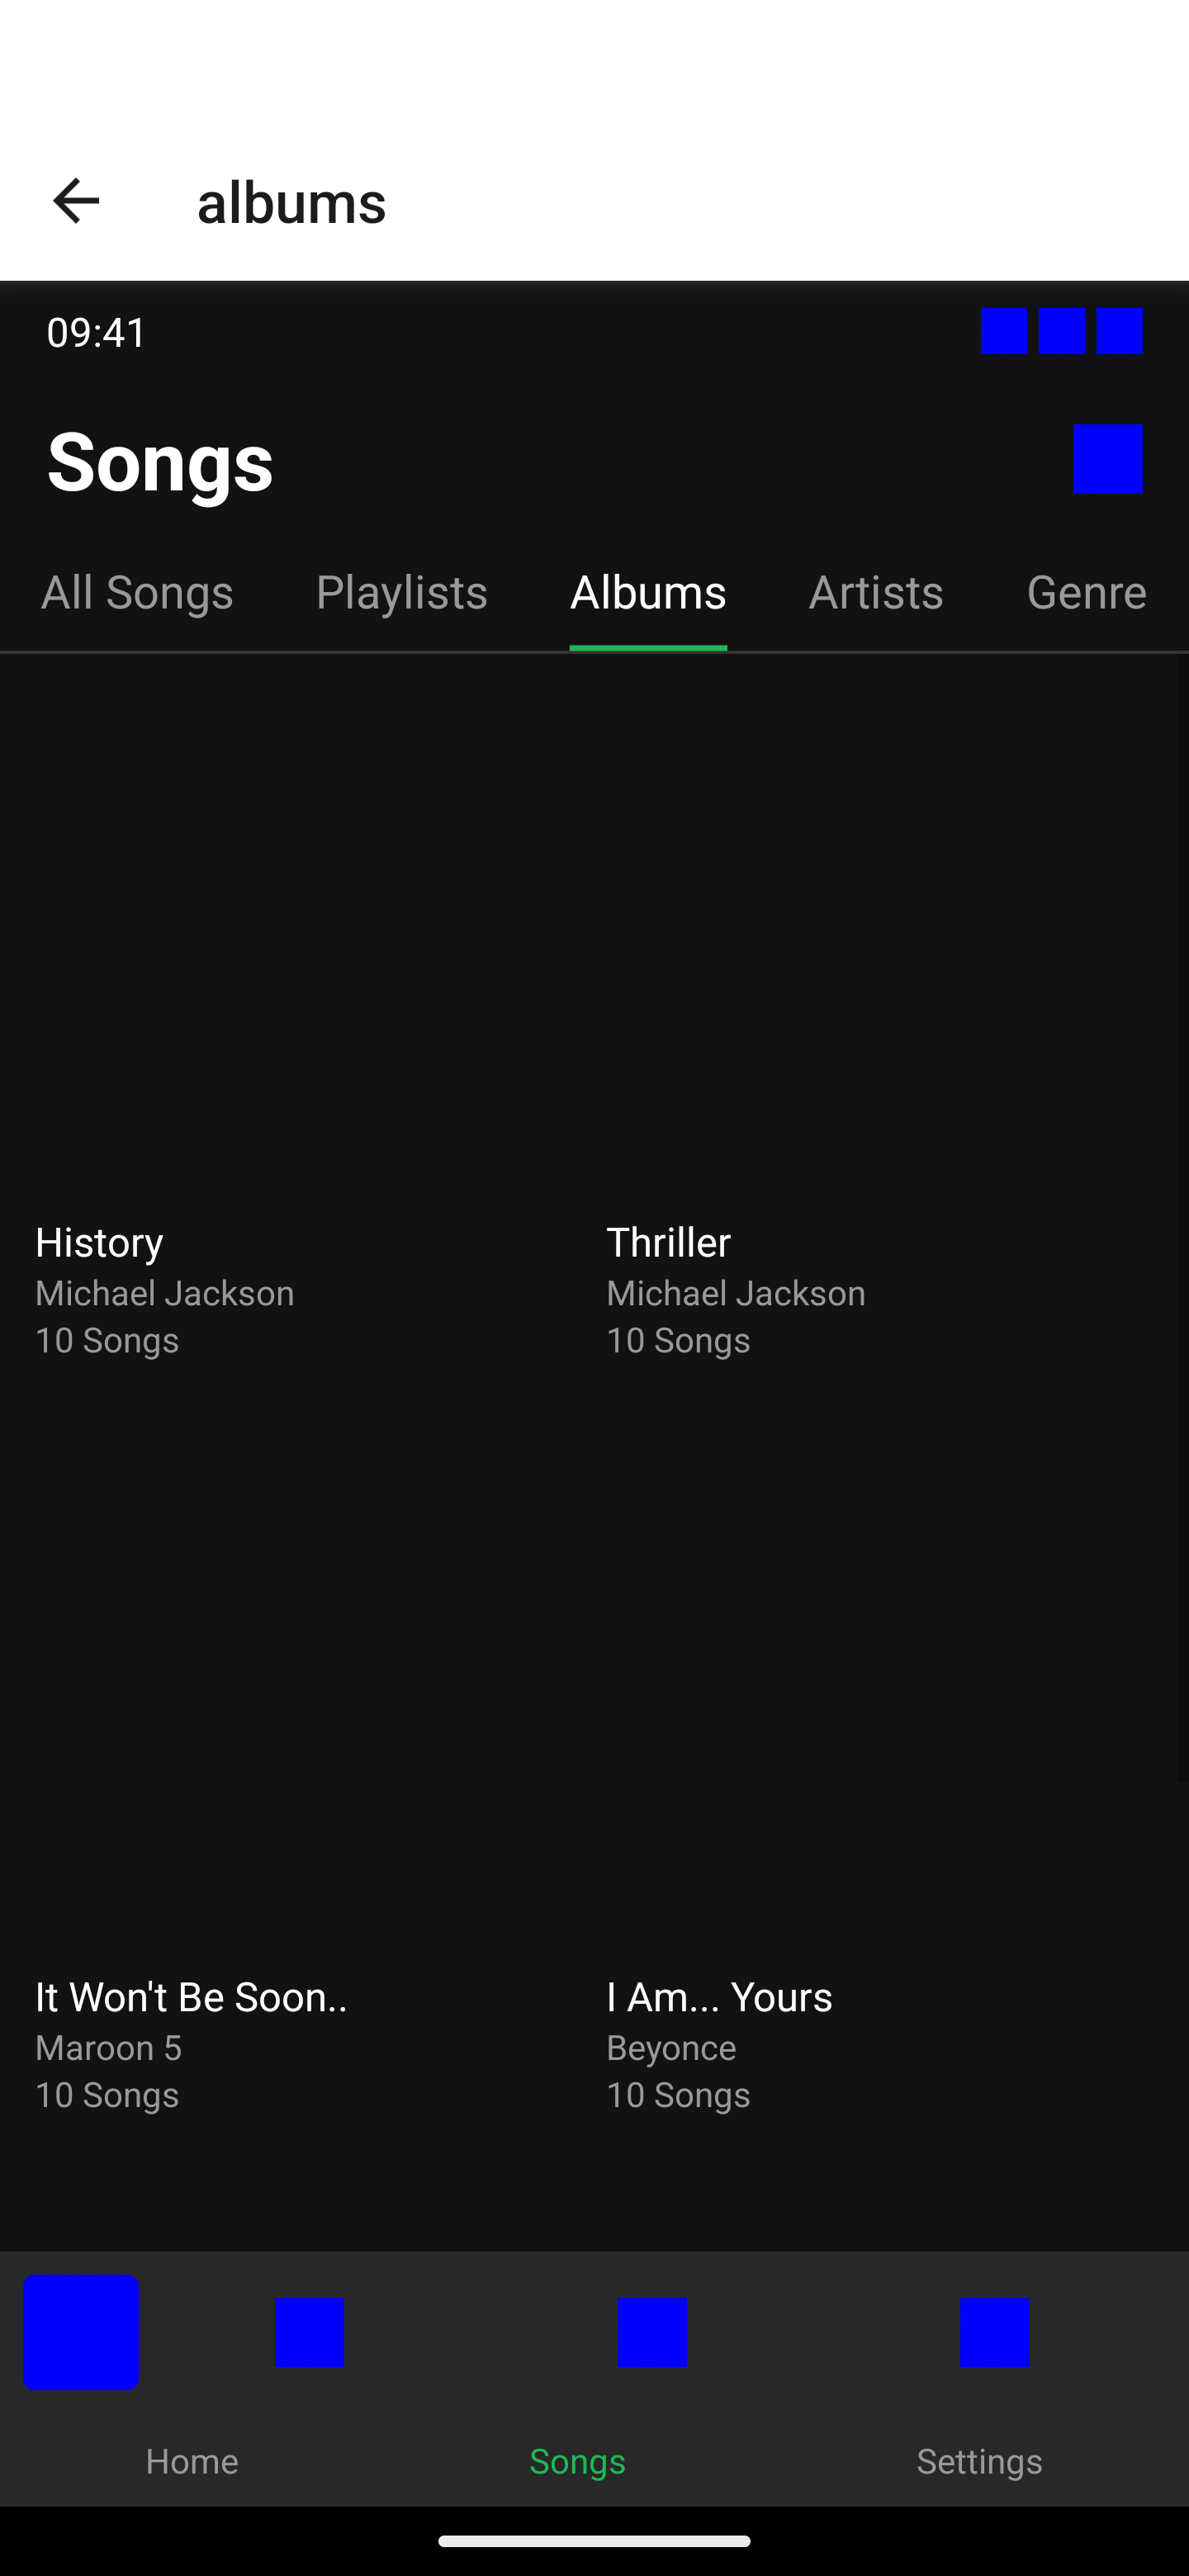 albums
09:41
Songs
All Songs Playlists Albums Artists Genre
History
Michael Jackson
10 Songs
Thriller
Michael Jackson
10 Songs
It Won't Be Soon..
Maroon 5
10 Songs
I Am... Yours
Beyonce
10 Songs
Home Songs Settings